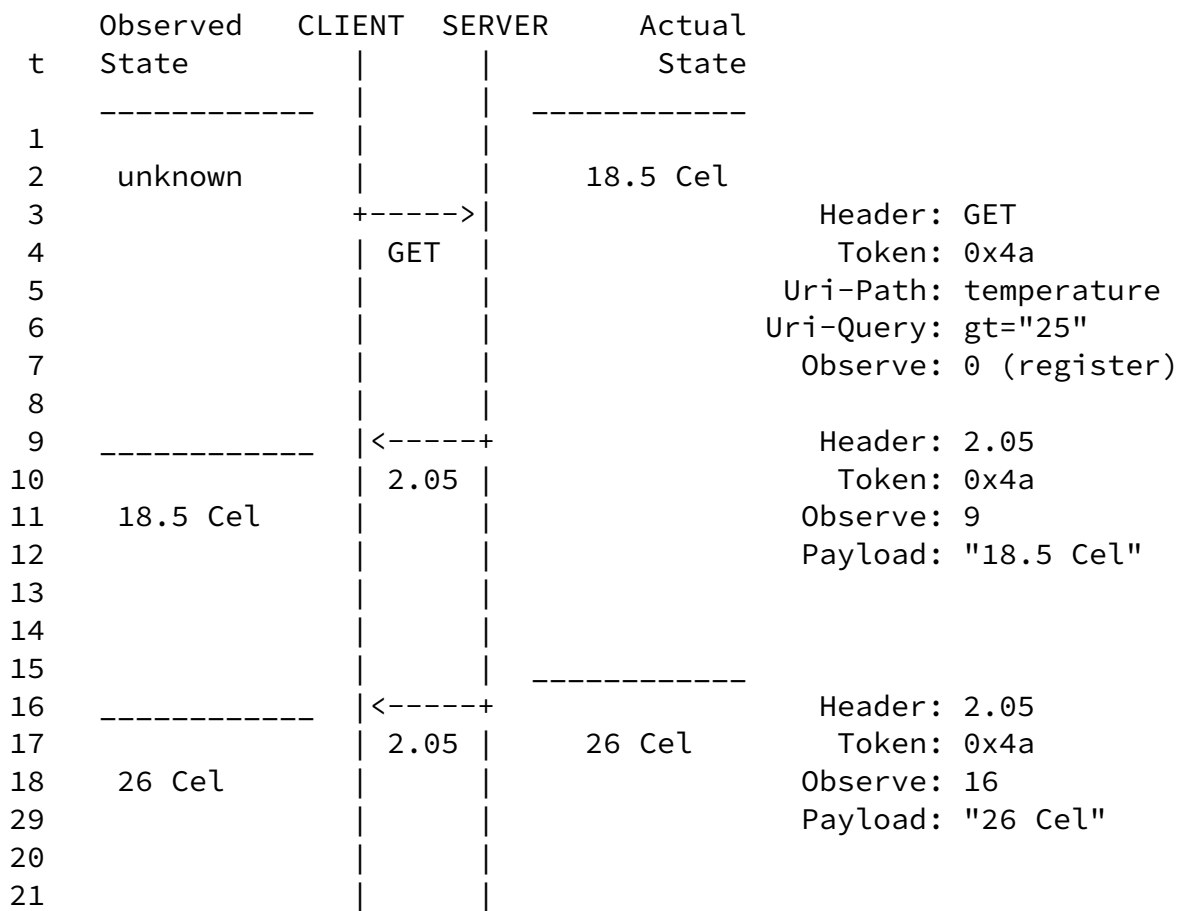 Observed   CLIENT  SERVER     Actual
  t   State         |      |         State
      ____________  |      |  ____________
  1                 |      |
  2    unknown      |      |     18.5 Cel
  3                 +----->|                  Header: GET
  4                 | GET  |                   Token: 0x4a
  5                 |      |                Uri-Path: temperature
  6                 |      |               Uri-Query: gt="25"
  7                 |      |                 Observe: 0 (register)
  8                 |      |
  9   ____________  |<-----+                  Header: 2.05
 10                 | 2.05 |                   Token: 0x4a
 11    18.5 Cel     |      |                 Observe: 9
 12                 |      |                 Payload: "18.5 Cel"
 13                 |      |
 14                 |      |
 15                 |      |  ____________
 16   ____________  |<-----+                  Header: 2.05
 17                 | 2.05 |     26 Cel        Token: 0x4a
 18    26 Cel       |      |                 Observe: 16
 29                 |      |                 Payload: "26 Cel"
 20                 |      |
 21                 |      |